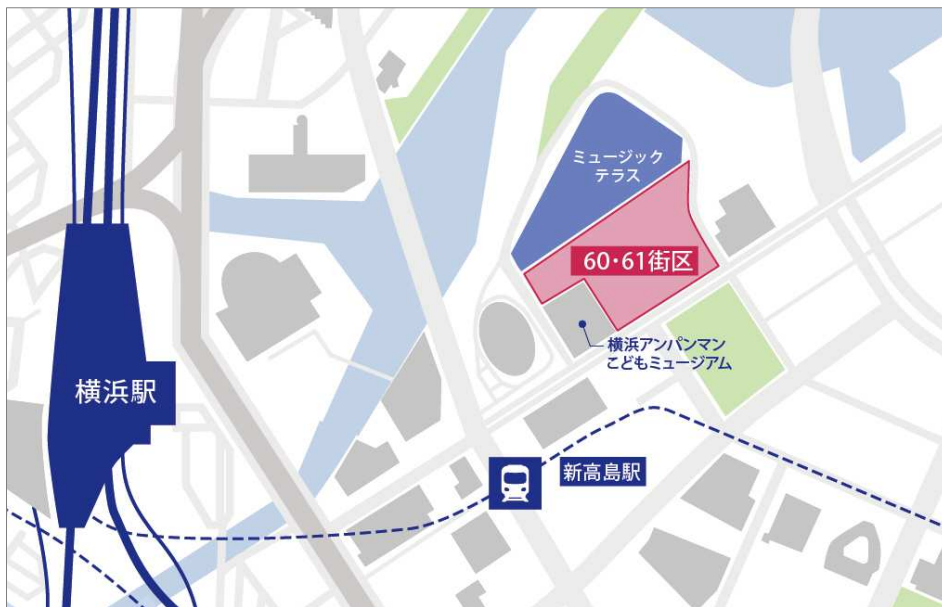 ミュージック
テラス
60・61街区
横浜アンパンマン
こどもミュージアム
横浜駅
新高島駅